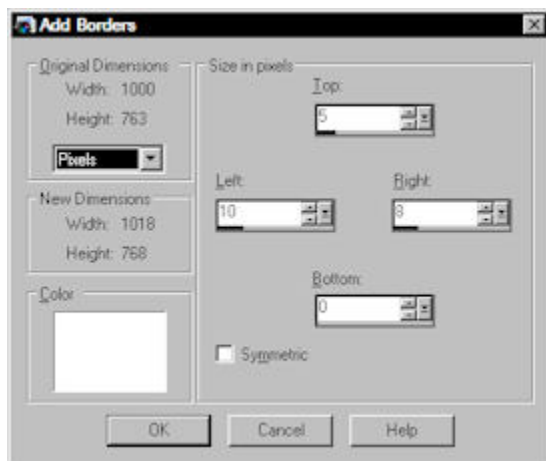 Add Borders
Original Dimensions
Width: 1000
Height: 763
Pixels
New Dimensions
Width: 1018
Height: 768
Color
Size in pixels
Top:
5
Left:
10
Right:
8
Bottom:
0
Symmetric
OK
Cancel
Help